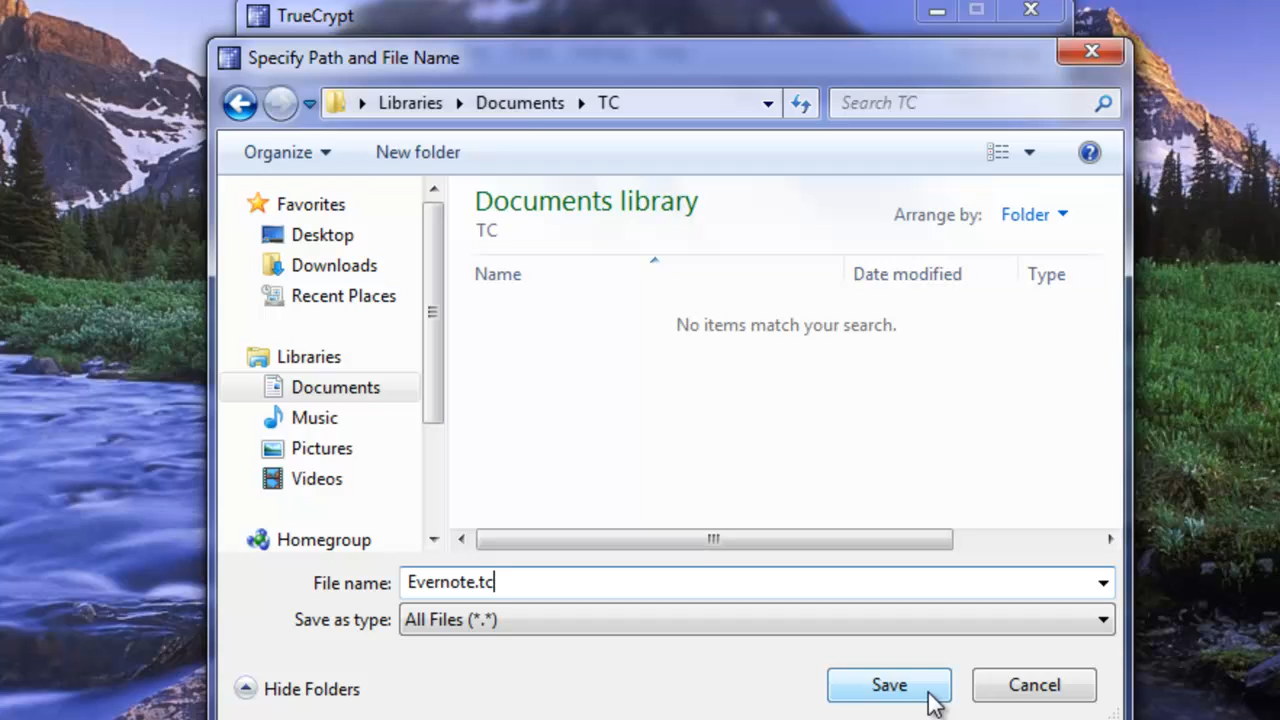 TrueCrypt
Specify Path and File Name
Libraries Documents TC
Search TC
Organize New folder
Favorites
Desktop
Downloads
Recent Places
Libraries
Documents
Music
Pictures
Videos
Homegroup
Documents library
TC
Arrange by: Folder
Name Date modified Type
No items match your search.
File name: Evernote.tc
Save as type: All Files (*.*)
Hide Folders Save Cancel